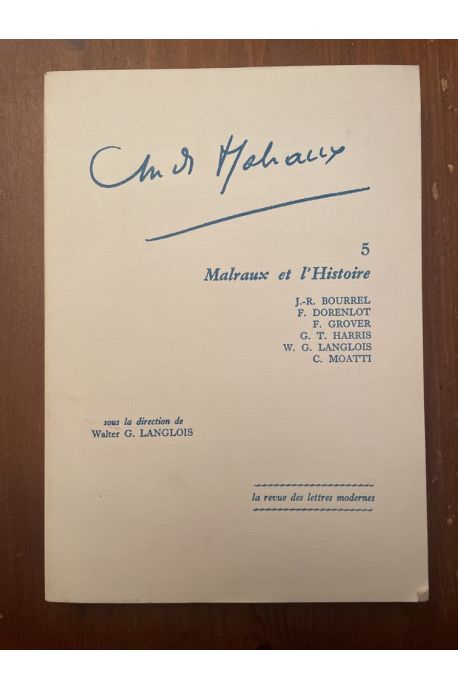 André Malraux
5
Malraux et l'Histoire
J.-R. BOURREL
F. DORENLOT
F. GROVER
G. T. HARRIS
W. G. LANGLOIS
C. MOATTI
sous la direction de
Walter G. LANGLOIS
la revue des lettres modernes